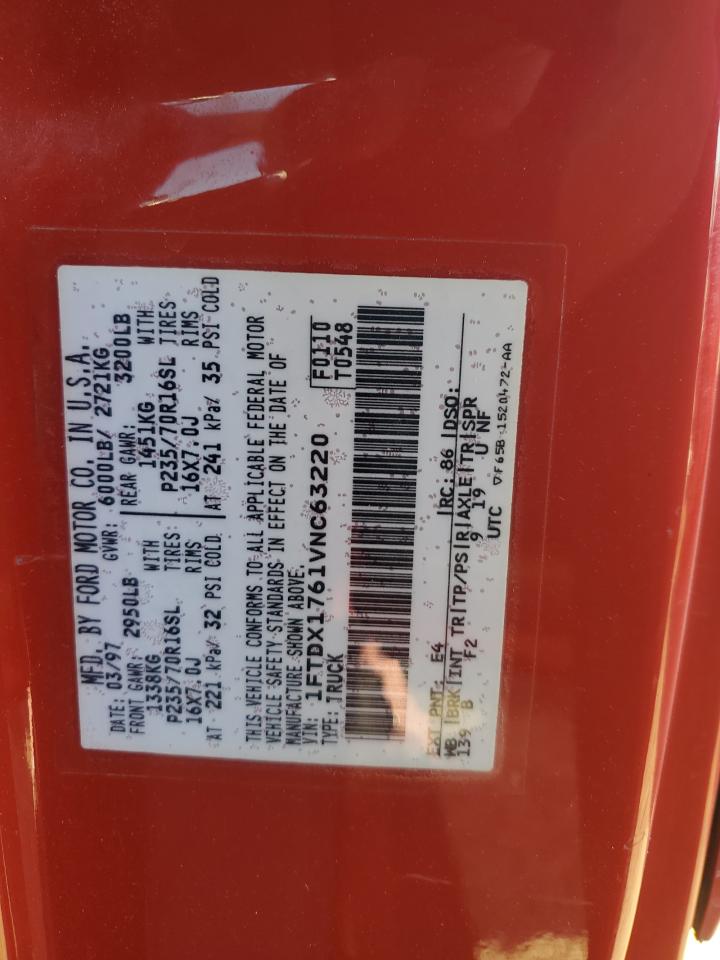 MFD. BY FORD MOTOR CO. IN U.S.A.
DATE: 03/97 GVWR: 6000LB/ 2721KG
FRONT GAWR: 2950LB REAR GAWR: 3200LB
1338KG WITH 1451KG WITH
P235/70R16SL TIRES P235/70R16SL TIRES
16X7.0J RIMS 16X7.0J RIMS
AT 221 kPa/ 32 PSI COLD AT 241 kPa/ 35 PSI COLD
THIS VEHICLE CONFORMS TO ALL APPLICABLE FEDERAL MOTOR
VEHICLE SAFETY STANDARDS IN EFFECT ON THE DATE OF
MANUFACTURE SHOWN ABOVE.
VIN: 1FTDX1761VNC63220 F0110
TYPE: TRUCK T0548
EXT PNT: E4 RC: 86 DSO:
WB BRK INT TR TP/PS R AXLE TR SPR
139 B F2 9 19 U NF
UTC
F65B-1520472-AA